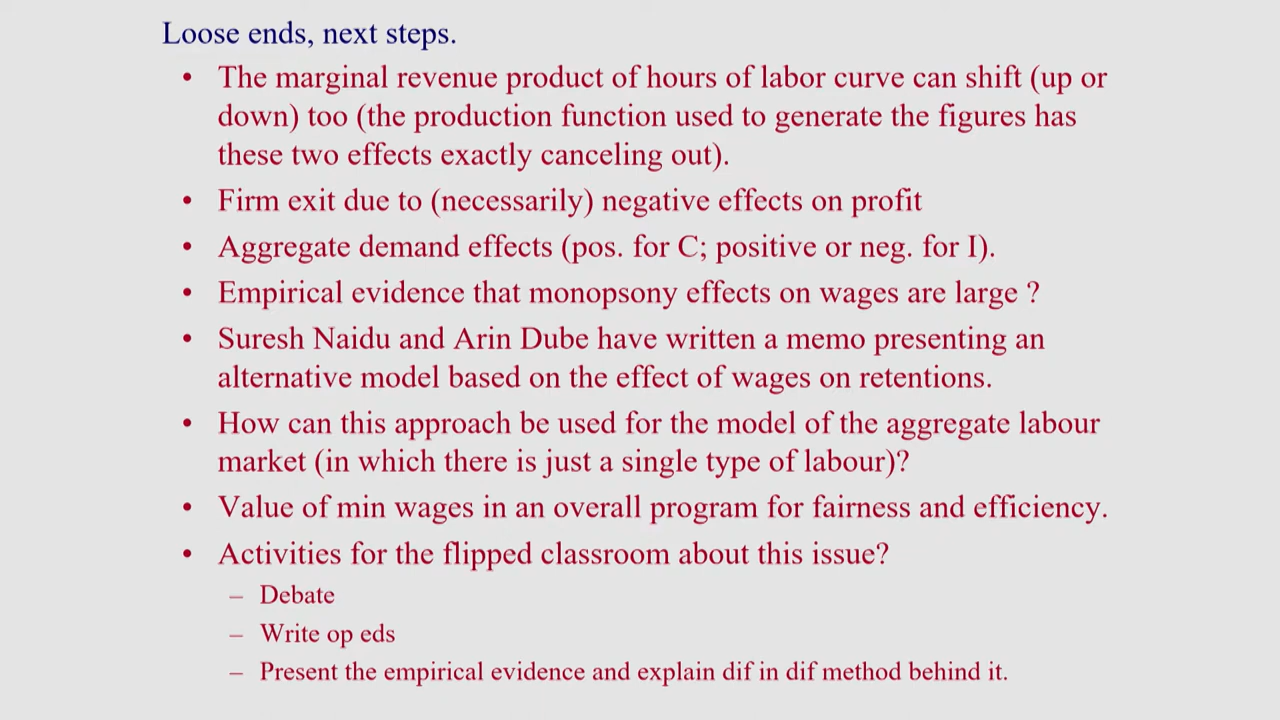 Loose ends, next steps.
• The marginal revenue product of hours of labor curve can shift (up or
down) too (the production function used to generate the figures has
these two effects exactly canceling out).
• Firm exit due to (necessarily) negative effects on profit
• Aggregate demand effects (pos. for C; positive or neg. for I).
• Empirical evidence that monopsony effects on wages are large ?
• Suresh Naidu and Arin Dube have written a memo presenting an
alternative model based on the effect of wages on retentions.
• How can this approach be used for the model of the aggregate labour
market (in which there is just a single type of labour)?
• Value of min wages in an overall program for fairness and efficiency.
• Activities for the flipped classroom about this issue?
– Debate
– Write op eds
– Present the empirical evidence and explain dif in dif method behind it.